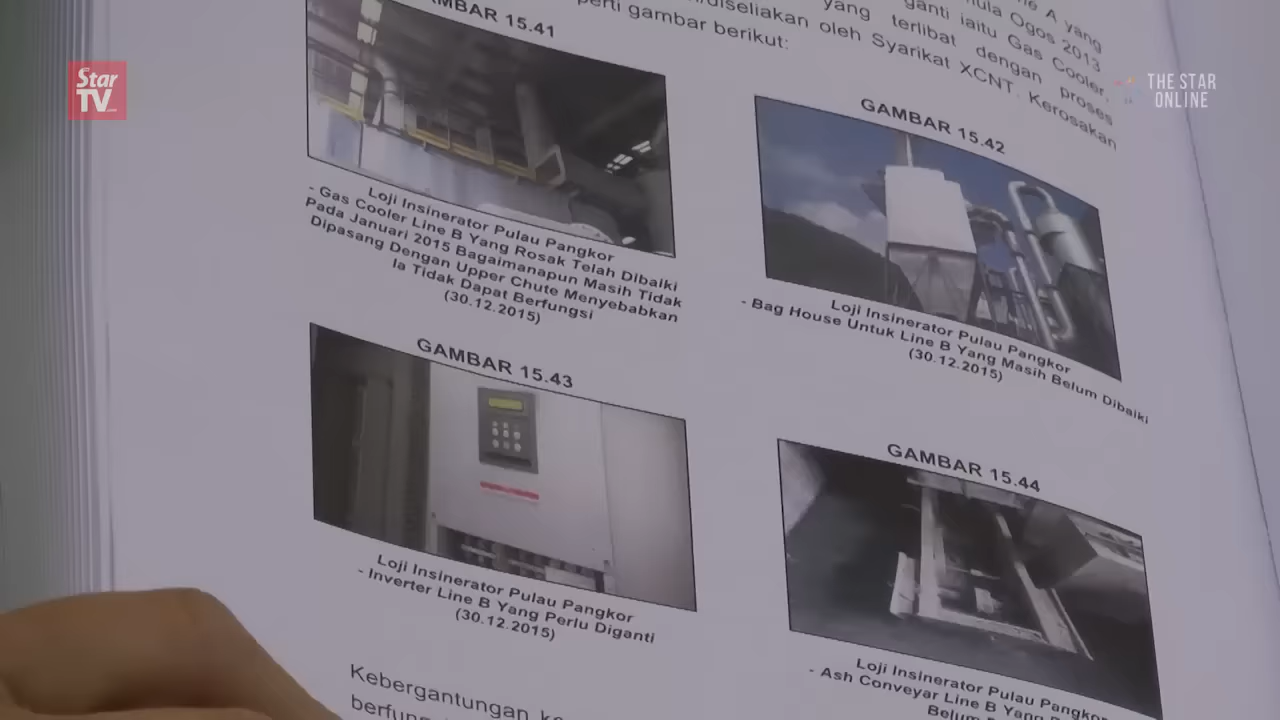 Star
TV
THE STAR
ONLINE
A yang
Ogos 2013
ganti iaitu Gas Cooler,
yang terlibat dengan proses
oleh Syarikat XCNT. Kerosakan
gambar berikut:
GAMBAR 15.41
Loji Insinerator Pulau Pangkor
- Gas Cooler Line B Yang Rosak Telah Dibaiki
Pada Januari 2015 Bagaimanapun Masih Tidak
Dipasang Dengan Upper Chute Menyebabkan
Ia Tidak Dapat Berfungsi
(30.12.2015)
GAMBAR 15.42
Loji Insinerator Pulau Pangkor
- Bag House Untuk Line B Yang Masih Belum Dibaiki
(30.12.2015)
GAMBAR 15.43
Loji Insinerator Pulau Pangkor
- Inverter Line B Yang Perlu Diganti
(30.12.2015)
GAMBAR 15.44
Loji Insinerator Pulau Pangkor
- Ash Conveyar Line B Yang
Belum
Kebergantungan